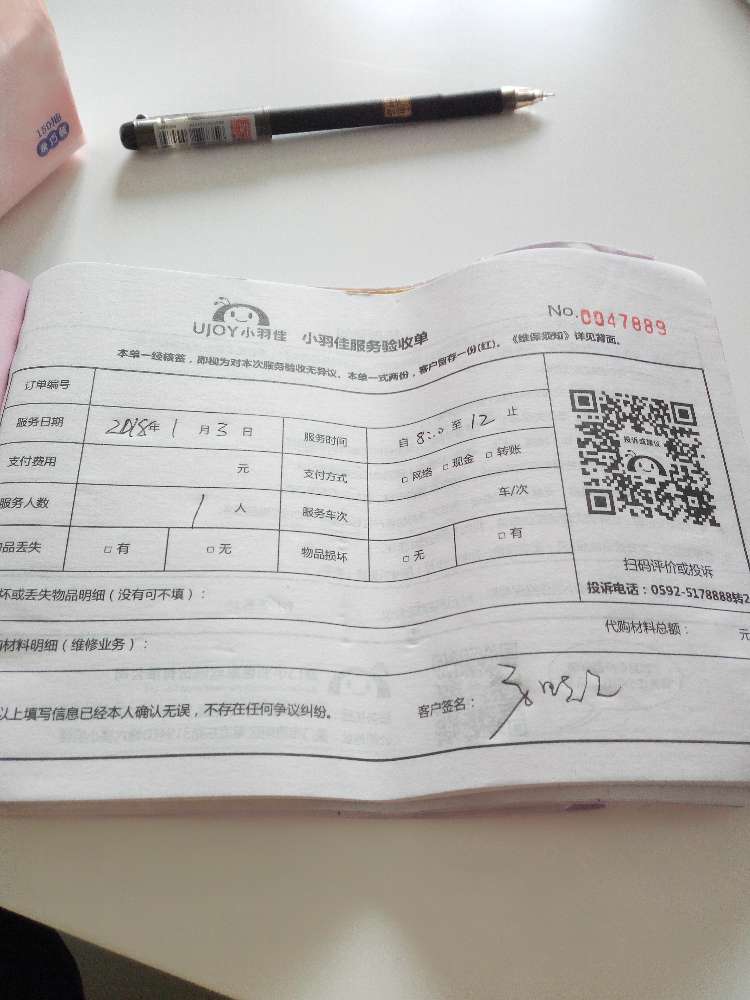 150抽
UJOY小羽佳 小羽佳服务验收单
No.0047889
本单一经核签,即视为对本次服务验收无异议。本单一式两份,客户留存一份(红)。《维保须知》详见背面。
订单编号
服务日期 2018年 1 月 3 日 服务时间 自 8:00 至 12 止
支付费用 元 支付方式 □ 网络 □ 现金 □ 转账
服务人数 1 人 服务车次 车/次
品丢失 □ 有 □ 无 物品损坏 □ 无 □ 有
投诉或建议
扫码评价或投诉
投诉电话:0592-5178888转2
坏或丢失物品明细(没有可不填):
材料明细(维修业务): 代购材料总额: 元
以上填写信息已经本人确认无误,不存在任何争议纠纷。 客户签名: